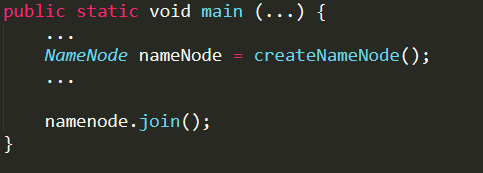 public static void main (...) {
    ...
    NameNode nameNode = createNameNode();
    ...
    namenode.join();
}